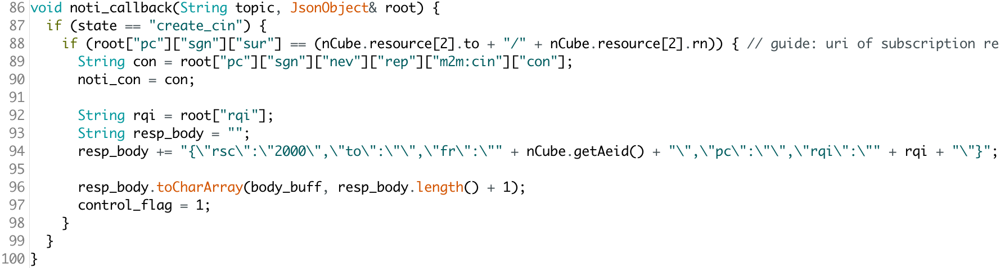 86 void noti_callback(String topic, JsonObject& root) {
87   if (state == "create_cin") {
88     if (root["pc"]["sgn"]["sur"] == (nCube.resource[2].to + "/" + nCube.resource[2].rn)) { // guide: uri of subscription re
89       String con = root["pc"]["sgn"]["nev"]["rep"]["m2m:cin"]["con"];
90       noti_con = con;
91
92       String rqi = root["rqi"];
93       String resp_body = "";
94       resp_body += "{\"rsc\":\"2000\",\"to\":\"\",\"fr\":\"" + nCube.getAeid() + "\",\"pc\":\"\",\"rqi\":\"" + rqi + "\"}";
95
96       resp_body.toCharArray(body_buff, resp_body.length() + 1);
97       control_flag = 1;
98     }
99   }
100 }